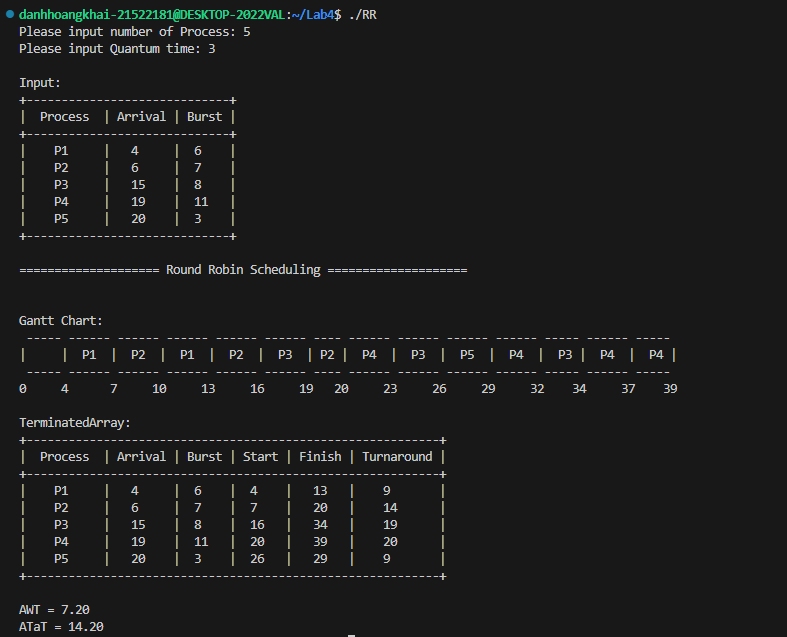 danhhoangkhai-21522181@DESKTOP-2022VAL:~/Lab4$ ./RR
Please input number of Process: 5
Please input Quantum time: 3
Input:
+-----------------------------+
|  Process  | Arrival | Burst |
+-----------------------------+
|    P1     |   4     |  6    |
|    P2     |   6     |  7    |
|    P3     |   15    |  8    |
|    P4     |   19    |  11   |
|    P5     |   20    |  3    |
+-----------------------------+
==================== Round Robin Scheduling ====================
Gantt Chart:
 ----- ------ ------ ------ ------ ------ ---- ------ ------ ------ ------ ----- ------ -----
|     |  P1  |  P2  |  P1  |  P2  |  P3  | P2 |  P4  |  P3  |  P5  |  P4  |  P3 |  P4  |  P4 |
 ----- ------ ------ ------ ------ ------ ---- ------ ------ ------ ------ ----- ------ -----
0     4      7     10     13     16     19   20     23     26     29     32    34     37    39
TerminatedArray:
+-----------------------------------------------------------+
|  Process  | Arrival | Burst | Start | Finish | Turnaround |
+-----------------------------------------------------------+
|    P1     |   4     |  6    |  4    |   13   |    9       |
|    P2     |   6     |  7    |  7    |   20   |    14      |
|    P3     |   15    |  8    |  16   |   34   |    19      |
|    P4     |   19    |  11   |  20   |   39   |    20      |
|    P5     |   20    |  3    |  26   |   29   |    9       |
+-----------------------------------------------------------+
AWT = 7.20
ATaT = 14.20